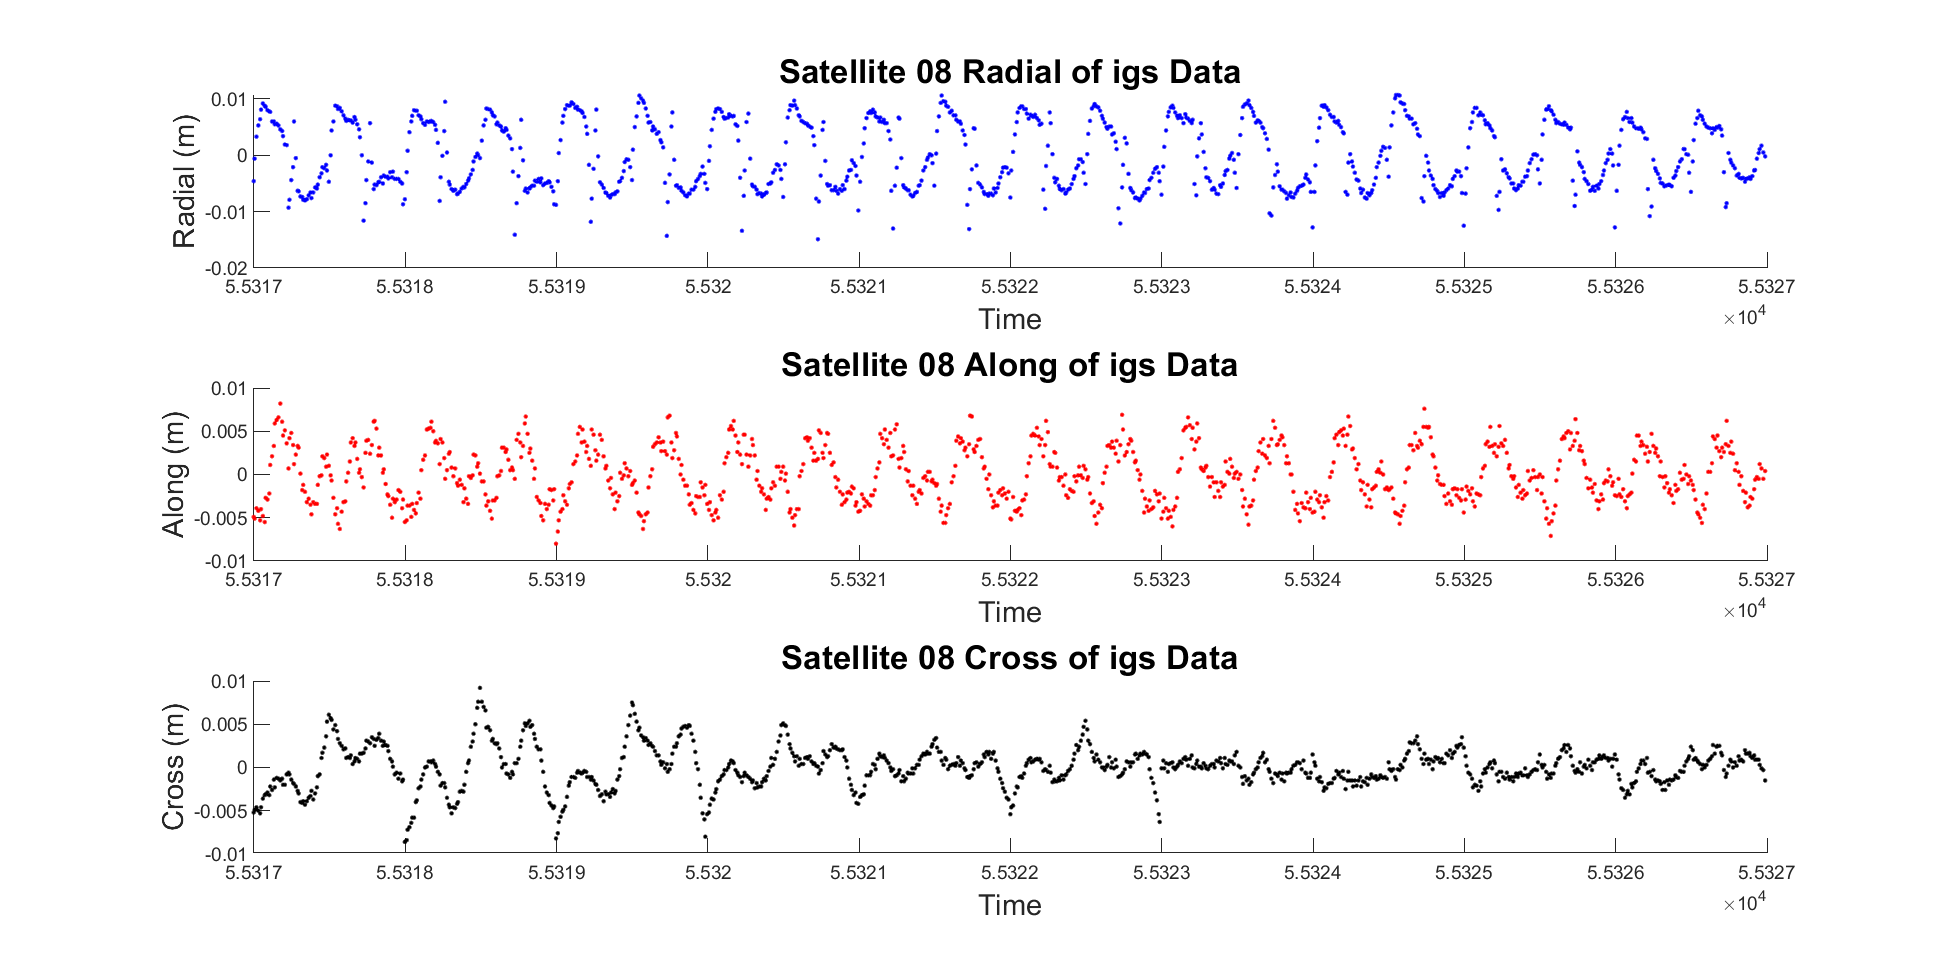 Satellite 08 Radial of igs Data
Radial (m)
0.01
0
-0.01
-0.02
5.5317 5.5318 5.5319 5.532 5.5321 5.5322 5.5323 5.5324 5.5325 5.5326 5.5327
Time
×10^4
Satellite 08 Along of igs Data
Along (m)
0.01
0.005
0
-0.005
-0.01
5.5317 5.5318 5.5319 5.532 5.5321 5.5322 5.5323 5.5324 5.5325 5.5326 5.5327
Time
×10^4
Satellite 08 Cross of igs Data
Cross (m)
0.01
0.005
0
-0.005
-0.01
5.5317 5.5318 5.5319 5.532 5.5321 5.5322 5.5323 5.5324 5.5325 5.5326 5.5327
Time
×10^4